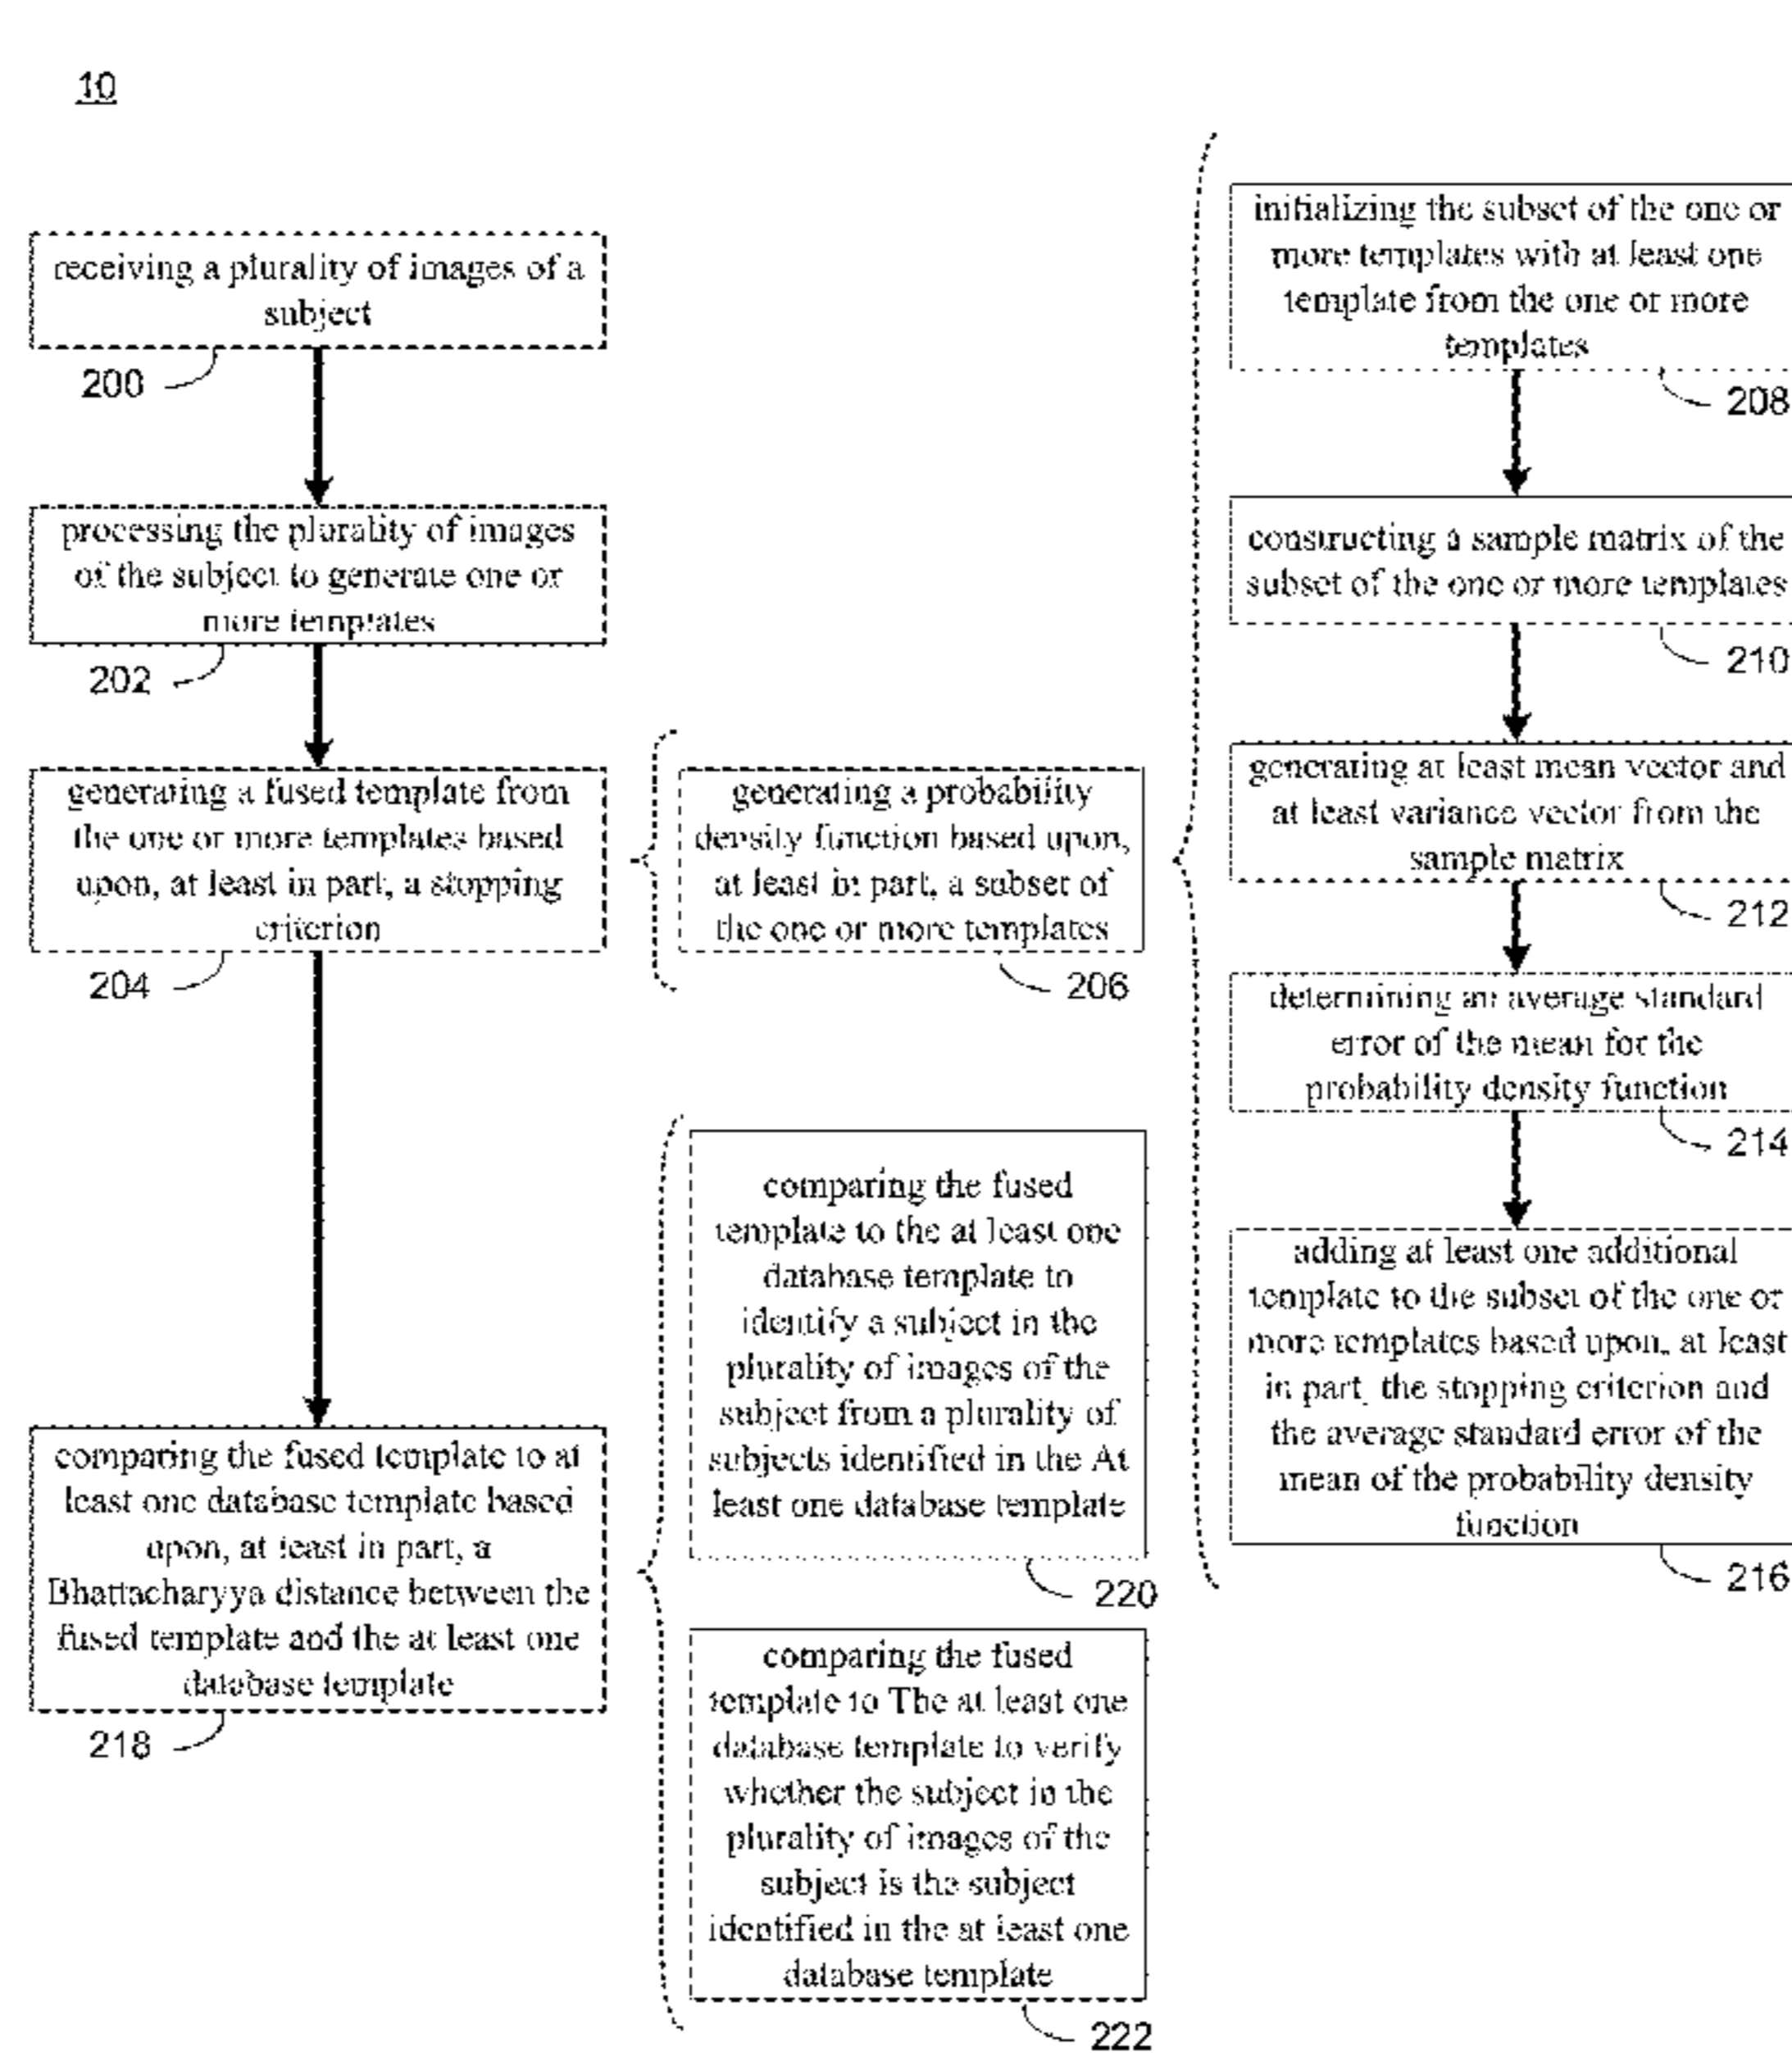 10
receiving a plurality of images of a
subject
200
processing the plurality of images
of the subject to generate one or
more templates
202
generating a fused template from
the one or more templates based
upon, at least in part, a stopping
criterion
204
generating a probability
density function based upon,
at least in part, a subset of
the one or more templates
206
initializing the subset of the one or
more templates with at least one
template from the one or more
templates
208
constructing a sample matrix of the
subset of the one or more templates
210
generating at least mean vector and
at least variance vector from the
sample matrix
212
determining an average standard
error of the mean for the
probability density function
214
adding at least one additional
template to the subset of the one or
more templates based upon, at least
in part, the stopping criterion and
the average standard error of the
mean of the probability density
function
216
comparing the fused template to at
least one database template based
upon, at least in part, a
Bhattacharyya distance between the
fused template and the at least one
database template
218
comparing the fused
template to the at least one
database template to
identify a subject in the
plurality of images of the
subject from a plurality of
subjects identified in the At
least one database template
220
comparing the fused
template to The at least one
database template to verify
whether the subject in the
plurality of images of the
subject is the subject
identified in the at least one
database template
222